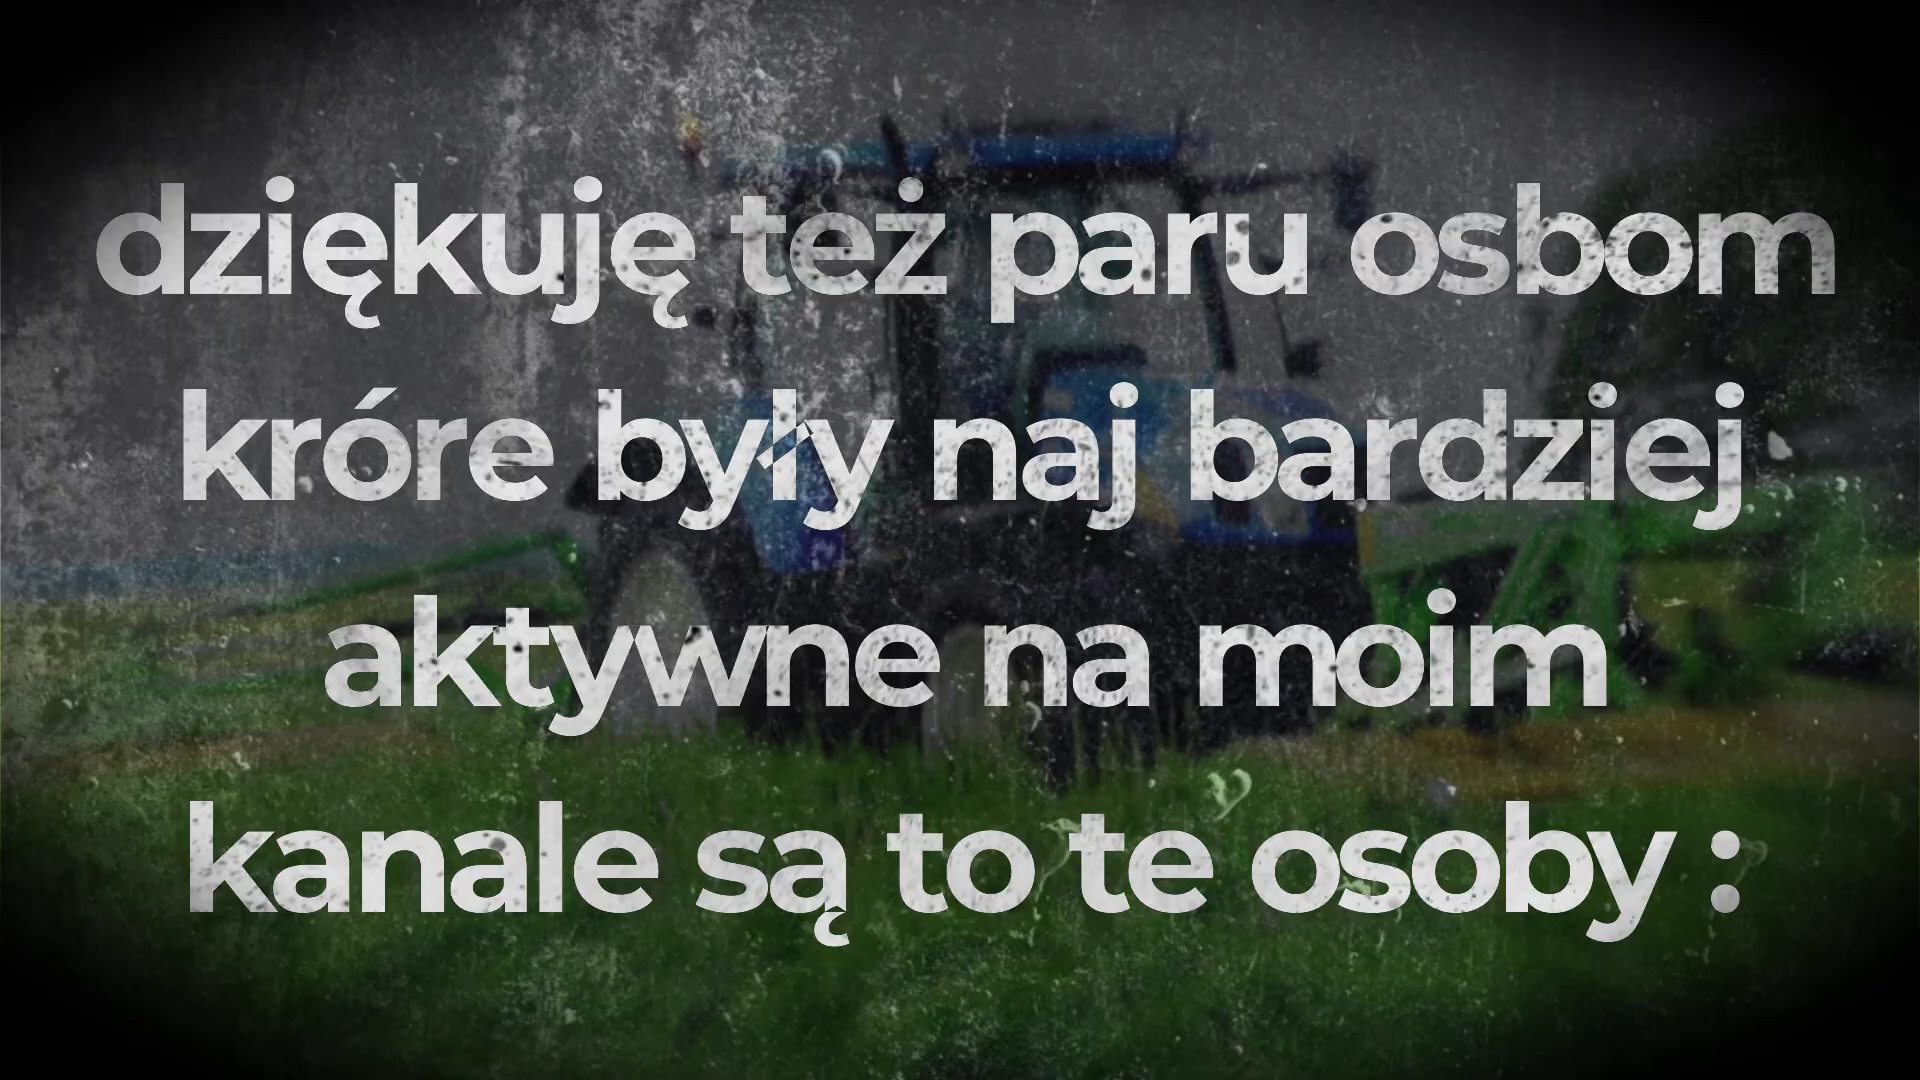 dziękuję też paru osbom
króre były naj bardziej
aktywne na moim
kanale są to te osoby :